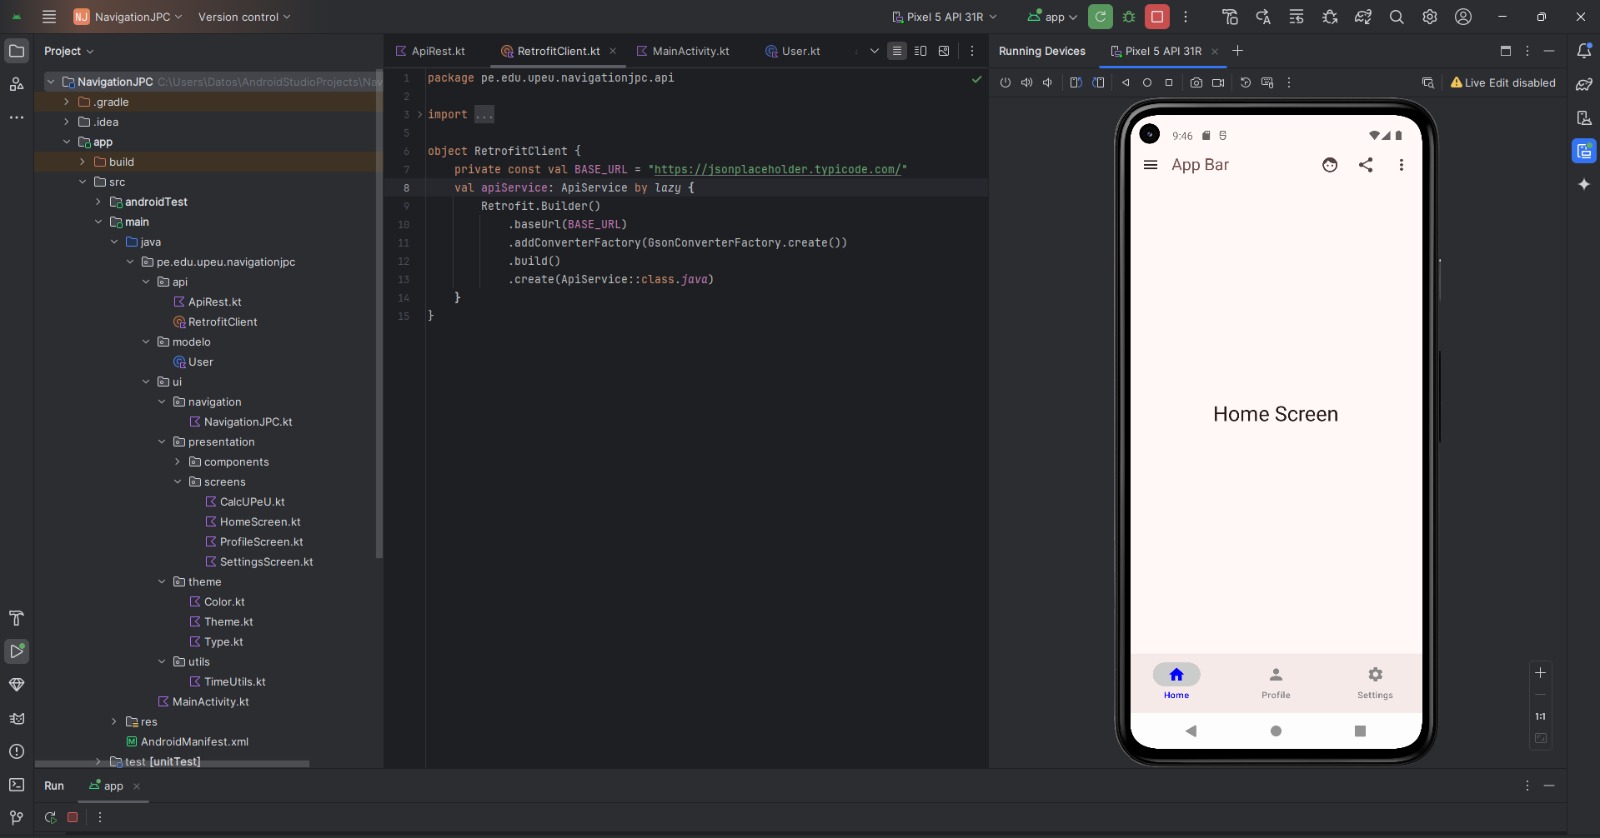 NJ NavigationJPC Version control Pixel 5 API 31R app
Project ApiRest.kt RetrofitClient.kt MainActivity.kt User.kt Running Devices Pixel 5 API 31R
NavigationJPC C:\Users\Datos\AndroidStudioProjects\Nav
.gradle
.idea
app
build
src
androidTest
main
java
pe.edu.upeu.navigationjpc
api
ApiRest.kt
RetrofitClient
modelo
User
ui
navigation
NavigationJPC.kt
presentation
components
screens
CalcUPeU.kt
HomeScreen.kt
ProfileScreen.kt
SettingsScreen.kt
theme
Color.kt
Theme.kt
Type.kt
utils
TimeUtils.kt
MainActivity.kt
res
AndroidManifest.xml
test [unitTest]
1 package pe.edu.upeu.navigationjpc.api
2
3 import ...
5
6 object RetrofitClient {
7 private const val BASE_URL = "https://jsonplaceholder.typicode.com/"
8 val apiService: ApiService by lazy {
9 Retrofit.Builder()
10 .baseUrl(BASE_URL)
11 .addConverterFactory(GsonConverterFactory.create())
12 .build()
13 .create(ApiService::class.java)
14 }
15 }
Live Edit disabled
9:46
App Bar
Home Screen
Home Profile Settings
1:1
Run app